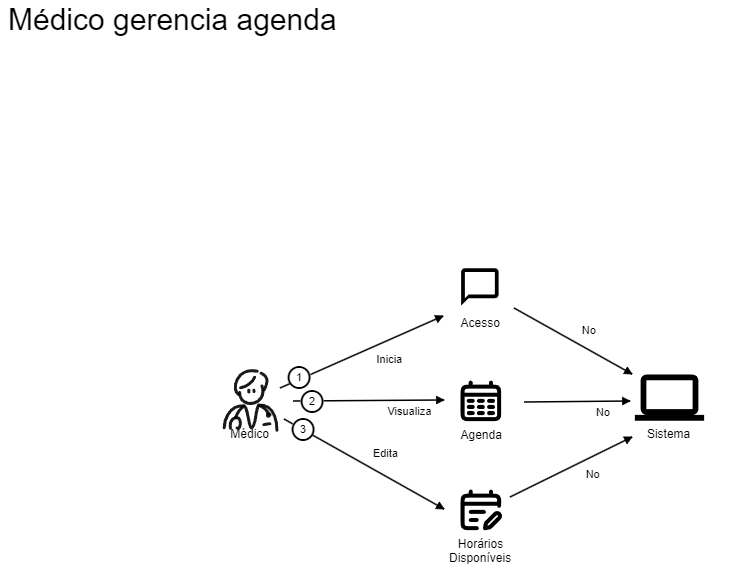 Médico gerencia agenda
Acesso
No
1
Inicia
2
Visualiza
No
Médico
3
Agenda
Sistema
Edita
No
Horários
Disponíveis